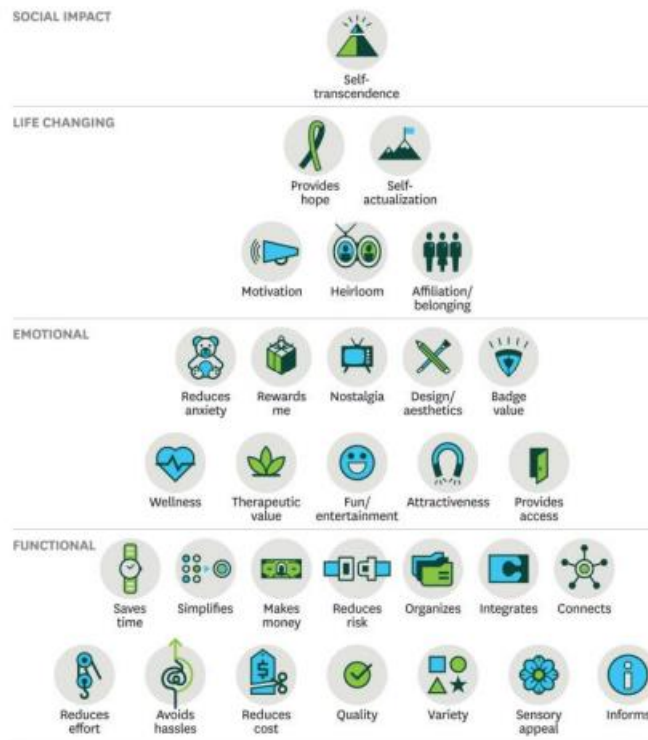 SOCIAL IMPACT
Self-
transcendence
LIFE CHANGING
Provides
hope
Self-
actualization
Motivation
Heirloom
Affiliation/
belonging
EMOTIONAL
Reduces
anxiety
Rewards
me
Nostalgia
Design/
aesthetics
Badge
value
Wellness
Therapeutic
value
Fun/
entertainment
Attractiveness
Provides
access
FUNCTIONAL
Saves
time
Simplifies
Makes
money
Reduces
risk
Organizes
Integrates
Connects
Reduces
effort
Avoids
hassles
$
Reduces
cost
Quality
Variety
Sensory
appeal
i
Informs